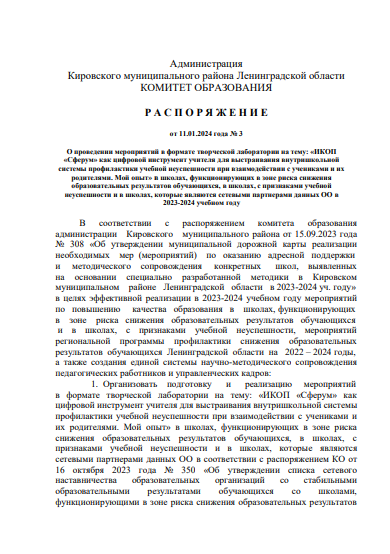 Администрация
Кировского муниципального района Ленинградской области
КОМИТЕТ ОБРАЗОВАНИЯ
Р А С П О Р Я Ж Е Н И Е
от 11.01.2024 года № 3
О проведении мероприятий в формате творческой лаборатории на тему: «ИКОП
«Сферум» как цифровой инструмент учителя для выстраивания внутришкольной
системы профилактики учебной неуспешности при взаимодействии с учениками и их
родителями. Мой опыт» в школах, функционирующих в зоне риска снижения
образовательных результатов обучающихся, в школах, с признаками учебной
неуспешности и в школах, которые являются сетевыми партнерами данных ОО в
2023-2024 учебном году
В соответствии с распоряжением комитета образования
администрации Кировского муниципального района от 15.09.2023 года
№ 308 «Об утверждении муниципальной дорожной карты реализации
необходимых мер (мероприятий) по оказанию адресной поддержки
и методического сопровождения конкретных школ, выявленных
на основании специально разработанной методики в Кировском
муниципальном районе Ленинградской области в 2023-2024 уч. году»
в целях эффективной реализации в 2023-2024 учебном году мероприятий
по повышению качества образования в школах, функционирующих
в зоне риска снижения образовательных результатов обучающихся
и в школах, с признаками учебной неуспешности, мероприятий
региональной программы профилактики снижения образовательных
результатов обучающихся Ленинградской области на 2022 – 2024 годы,
а также создания единой системы научно-методического сопровождения
педагогических работников и управленческих кадров:
1. Организовать подготовку и реализацию мероприятий
в формате творческой лаборатории на тему: «ИКОП «Сферум» как
цифровой инструмент учителя для выстраивания внутришкольной системы
профилактики учебной неуспешности при взаимодействии с учениками и
их родителями. Мой опыт» в школах, функционирующих в зоне риска
снижения образовательных результатов обучающихся, в школах, с
признаками учебной неуспешности и в школах, которые являются
сетевыми партнерами данных ОО в соответствии с распоряжением КО от
16 октября 2023 года № 350 «Об утверждении списка сетевого
наставничества образовательных организаций со стабильными
образовательными результатами обучающихся со школами,
функционирующими в зоне риска снижения образовательных результатов